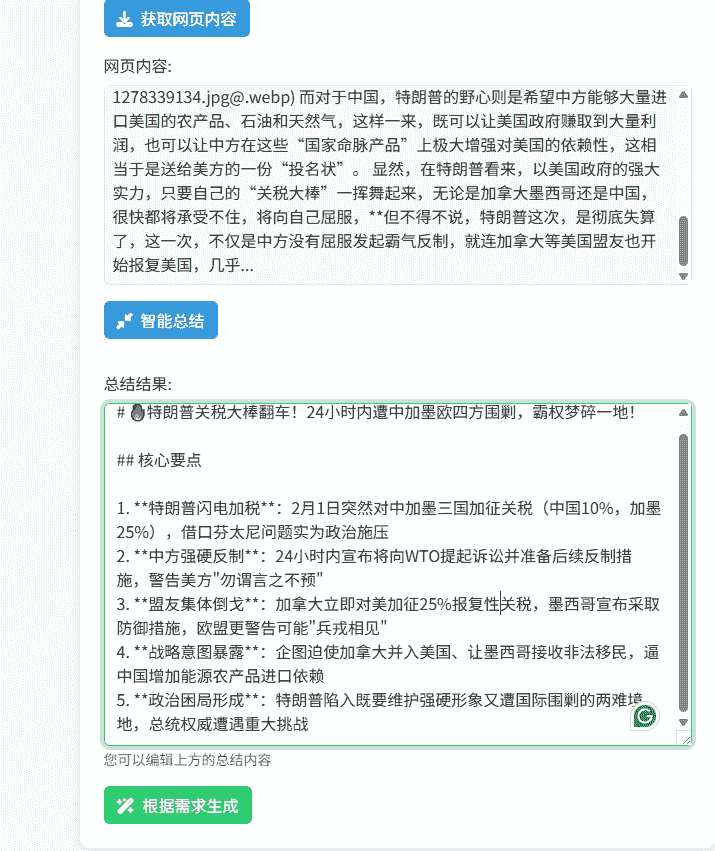 获取网页内容
网页内容:
1278339134.jpg@.webp) 而对于中国，特朗普的野心则是希望中方能够大量进
口美国的农产品、石油和天然气，这样一来，既可以让美国政府赚取到大量利
润，也可以让中方在这些“国家命脉产品”上极大增强对美国的依赖性，这相
当于是送给美方的一份“投名状”。 显然，在特朗普看来，以美国政府的强大
实力，只要自己的“关税大棒”一挥舞起来，无论是加拿大墨西哥还是中国，
很快都将承受不住，将向自己屈服，**但不得不说，特朗普这次，是彻底失算
了，这一次，不仅是中方没有屈服发起霸气反制，就连加拿大等美国盟友也开
始报复美国，几乎...
智能总结
总结结果:
# 💣特朗普关税大棒翻车！24小时内遭中加墨欧四方围剿，霸权梦碎一地！
## 核心要点
1. **特朗普闪电加税**：2月1日突然对中加墨三国加征关税（中国10%，加墨
25%），借口芬太尼问题实为政治施压
2. **中方强硬反制**：24小时内宣布将向WTO提起诉讼并准备后续反制措
施，警告美方"勿谓言之不预"
3. **盟友集体倒戈**：加拿大立即对美加征25%报复性关税，墨西哥宣布采取
防御措施，欧盟更警告可能"兵戎相见"
4. **战略意图暴露**：企图迫使加拿大并入美国、让墨西哥接收非法移民，逼
中国增加能源农产品进口依赖
5. **政治困局形成**：特朗普陷入既要维护强硬形象又遭国际围剿的两难境
地，总统权威遭遇重大挑战
您可以编辑上方的总结内容
根据需求生成